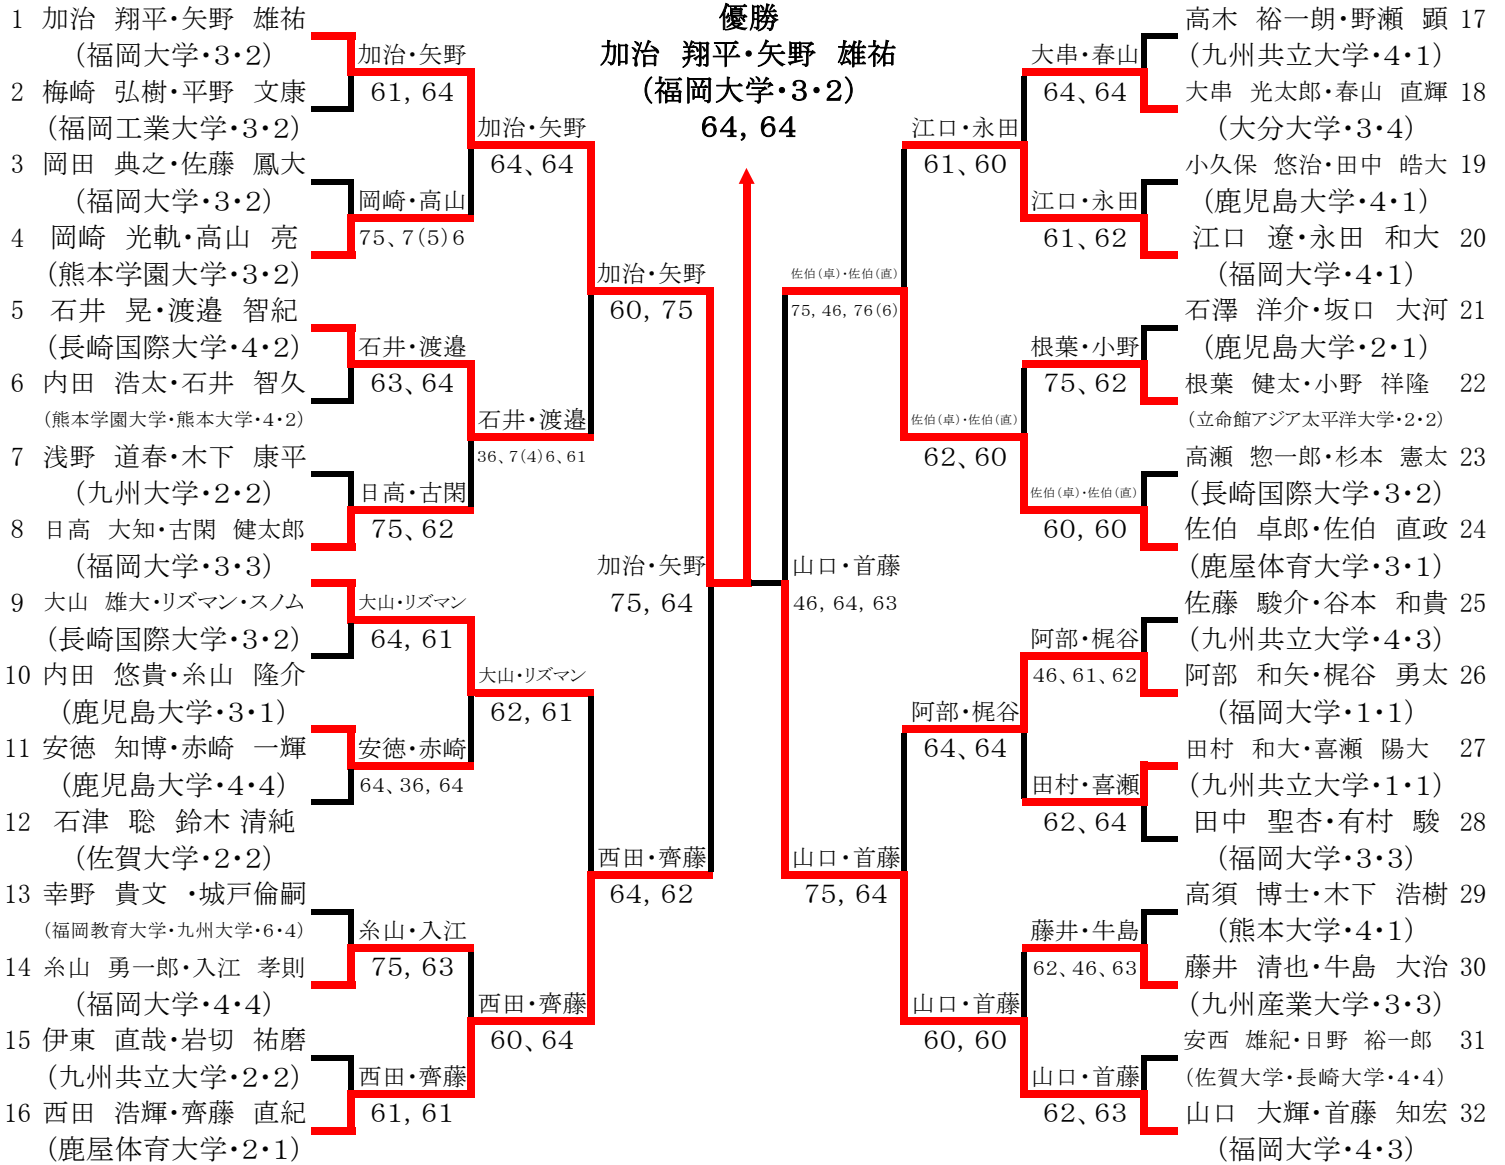 優勝
加治 翔平・矢野 雄祐
(福岡大学・3・2)
64, 64
1 加治 翔平・矢野 雄祐
(福岡大学・3・2)
2 梅崎 弘樹・平野 文康
(福岡工業大学・3・2)
3 岡田 典之・佐藤 鳳大
(福岡大学・3・2)
4 岡崎 光軌・高山 亮
(熊本学園大学・3・2)
5 石井 晃・渡邉 智紀
(長崎国際大学・4・2)
6 内田 浩太・石井 智久
(熊本学園大学・熊本大学・4・2)
7 浅野 道春・木下 康平
(九州大学・2・2)
8 日高 大知・古閑 健太郎
(福岡大学・3・3)
9 大山 雄大・リズマン・スノム
(長崎国際大学・3・2)
10 内田 悠貴・糸山 隆介
(鹿児島大学・3・1)
11 安徳 知博・赤崎 一輝
(鹿児島大学・4・4)
12 石津 聡 鈴木 清純
(佐賀大学・2・2)
13 幸野 貴文 ・城戸倫嗣
(福岡教育大学・九州大学・6・4)
14 糸山 勇一郎・入江 孝則
(福岡大学・4・4)
15 伊東 直哉・岩切 祐磨
(九州共立大学・2・2)
16 西田 浩輝・齊藤 直紀
(鹿屋体育大学・2・1)
加治・矢野
61, 64
岡崎・高山
75、7(5)6
石井・渡邉
63、64
日高・古閑
75、62
大山・リズマン
64、61
安徳・赤崎
64、36, 64
糸山・入江
75, 63
西田・齊藤
61, 61
加治・矢野
64、64
石井・渡邉
36、7(4)6、61
大山・リズマン
62、61
西田・齊藤
60、64
加治・矢野
60, 75
西田・齊藤
64, 62
加治・矢野
75、64
山口・首藤
46、64、63
佐伯(卓)・佐伯(直)
75、46、76(6)
山口・首藤
75、64
江口・永田
61、60
佐伯(卓)・佐伯(直)
62、60
阿部・梶谷
64、64
山口・首藤
60, 60
大串・春山
64、64
江口・永田
61、62
根葉・小野
75、62
佐伯(卓)・佐伯(直)
60、60
阿部・梶谷
46、61、62
田村・喜瀬
62、64
藤井・牛島
62、46、63
山口・首藤
62、63
高木 裕一朗・野瀬 顕 17
(九州共立大学・4・1)
大串 光太郎・春山 直輝 18
(大分大学・3・4)
小久保 悠治・田中 皓大 19
(鹿児島大学・4・1)
江口 遼・永田 和大 20
(福岡大学・4・1)
石澤 洋介・坂口 大河 21
(鹿児島大学・2・1)
根葉 健太・小野 祥隆 22
(立命館アジア太平洋大学・2・2)
高瀬 惣一郎・杉本 憲太 23
(長崎国際大学・3・2)
佐伯 卓郎・佐伯 直政 24
(鹿屋体育大学・3・1)
佐藤 駿介・谷本 和貴 25
(九州共立大学・4・3)
阿部 和矢・梶谷 勇太 26
(福岡大学・1・1)
田村 和大・喜瀬 陽大 27
(九州共立大学・1・1)
田中 聖杏・有村 駿 28
(福岡大学・3・3)
高須 博士・木下 浩樹 29
(熊本大学・4・1)
藤井 清也・牛島 大治 30
(九州産業大学・3・3)
安西 雄紀・日野 裕一郎 31
(佐賀大学・長崎大学・4・4)
山口 大輝・首藤 知宏 32
(福岡大学・4・3)